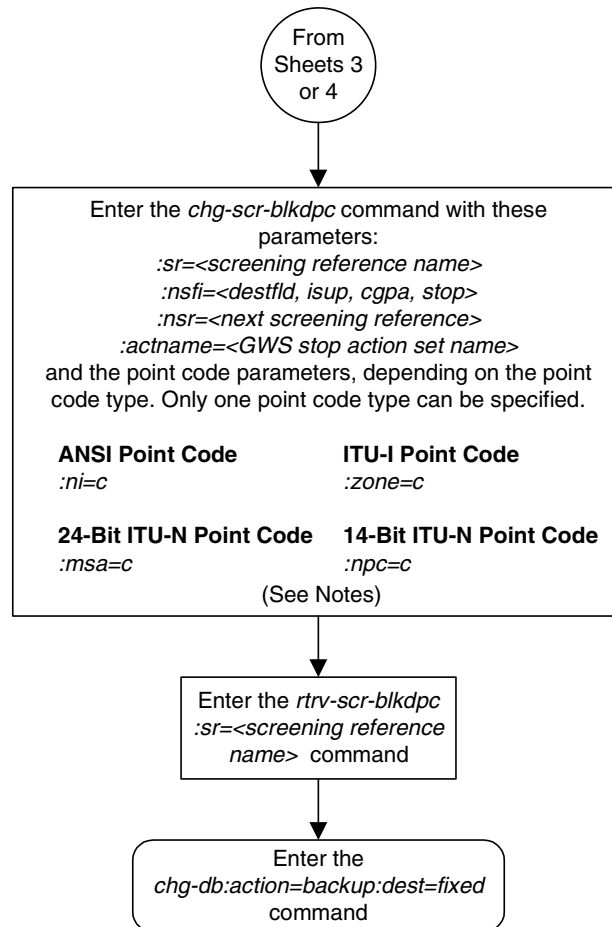 From
Sheets 3
or 4
Enter the chg-scr-blkdpc command with these
parameters:
:sr=<screening reference name>
:nsfi=<destfld, isup, cgpa, stop>
:nsr=<next screening reference>
:actname=<GWS stop action set name>
and the point code parameters, depending on the point
code type. Only one point code type can be specified.
ANSI Point Code
:ni=c
ITU-I Point Code
:zone=c
24-Bit ITU-N Point Code
:msa=c
14-Bit ITU-N Point Code
:npc=c
(See Notes)
Enter the rtrv-scr-blkdpc
:sr=<screening reference
name> command
Enter the
chg-db:action=backup:dest=fixed
command